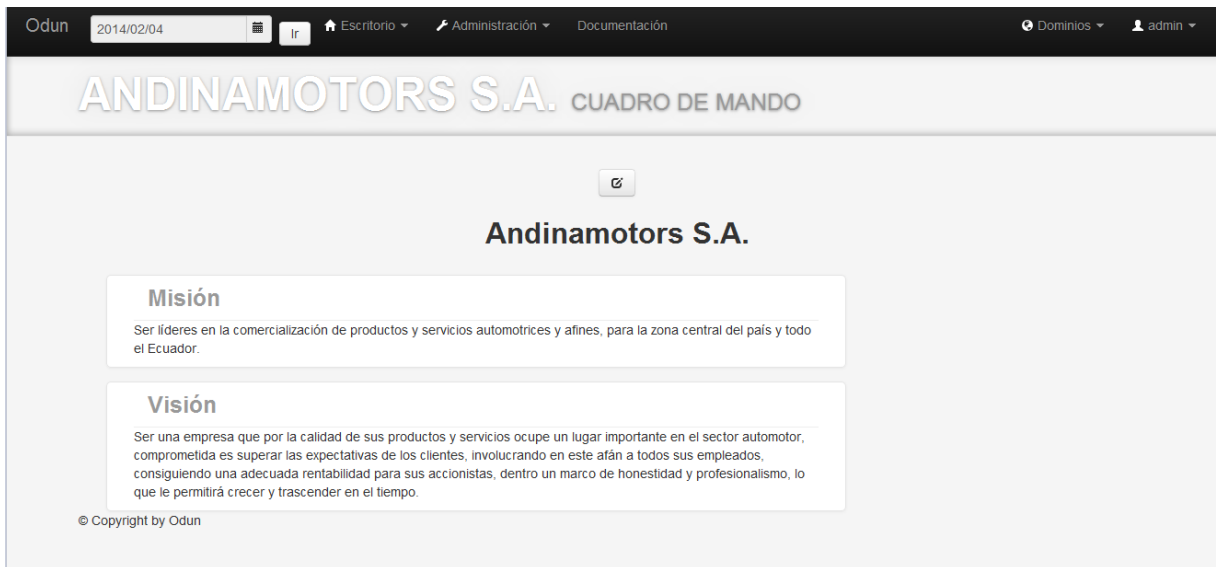 Odun 2014/02/04 Ir Escritorio Administración Documentación Dominios admin
ANDINAMOTORS S.A. CUADRO DE MANDO
Andinamotors S.A.
Misión
Ser líderes en la comercialización de productos y servicios automotrices y afines, para la zona central del país y todo
el Ecuador.
Visión
Ser una empresa que por la calidad de sus productos y servicios ocupe un lugar importante en el sector automotor,
comprometida es superar las expectativas de los clientes, involucrando en este afán a todos sus empleados,
consiguiendo una adecuada rentabilidad para sus accionistas, dentro un marco de honestidad y profesionalismo, lo
que le permitirá crecer y trascender en el tiempo.
© Copyright by Odun